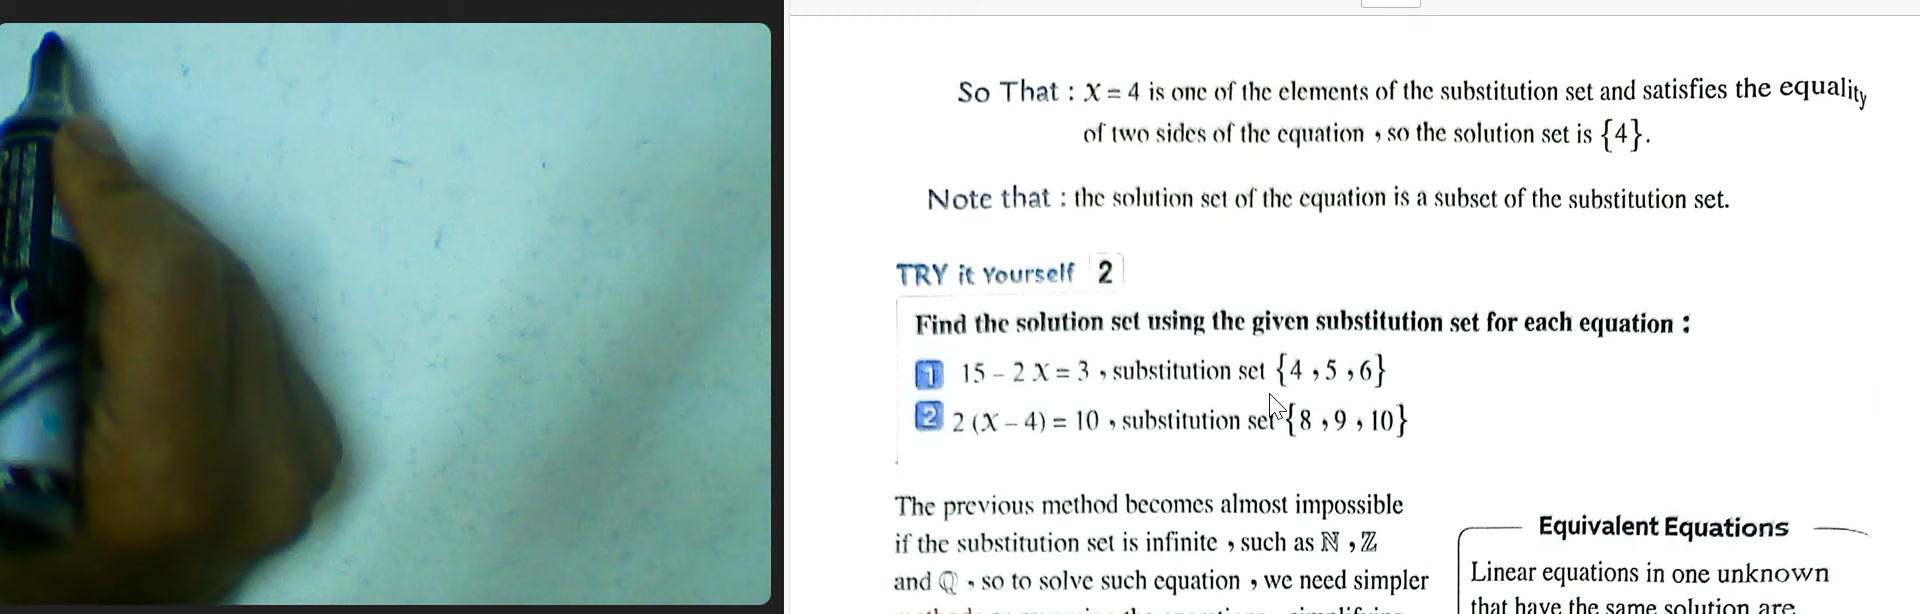 So That : X = 4 is one of the elements of the substitution set and satisfies the equality
of two sides of the equation , so the solution set is {4}.
Note that : the solution set of the equation is a subset of the substitution set.
TRY it Yourself 2
Find the solution set using the given substitution set for each equation :
1 15 – 2 X = 3 , substitution set {4 , 5 , 6}
2 2 (X – 4) = 10 , substitution set {8 , 9 , 10}
The previous method becomes almost impossible
if the substitution set is infinite , such as ℕ , ℤ
and ℚ , so to solve such equation , we need simpler
Equivalent Equations
Linear equations in one unknown
that have the same solution are